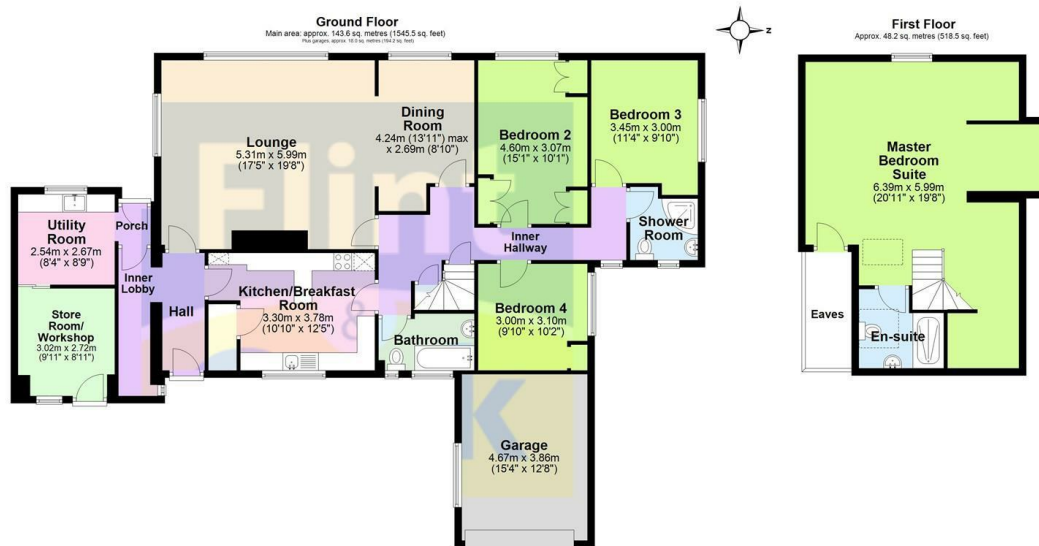 Ground Floor
Main area: approx. 143.6 sq. metres (1545.5 sq. feet)
Plus garages, approx. 18.0 sq. metres (194.2 sq. feet)
First Floor
Approx. 48.2 sq. metres (518.5 sq. feet)
z
Lounge
5.31m x 5.99m
(17'5" x 19'8")
Dining
Room
4.24m (13'11") max
x 2.69m (8'10")
Bedroom 2
4.60m x 3.07m
(15'1" x 10'1")
Bedroom 3
3.45m x 3.00m
(11'4" x 9'10")
Master
Bedroom
Suite
6.39m x 5.99m
(20'11" x 19'8")
Utility
Room
2.54m x 2.67m
(8'4" x 8'9")
Porch
Shower
Room
Inner
Hallway
Inner
Lobby
Hall
Kitchen/Breakfast
Room
3.30m x 3.78m
(10'10" x 12'5")
Bedroom 4
3.00m x 3.10m
(9'10" x 10'2")
Store
Room/
Workshop
3.02m x 2.72m
(9'11" x 8'11")
Bathroom
Eaves
En-suite
Garage
4.67m x 3.86m
(15'4" x 12'8")
Flint
&
K